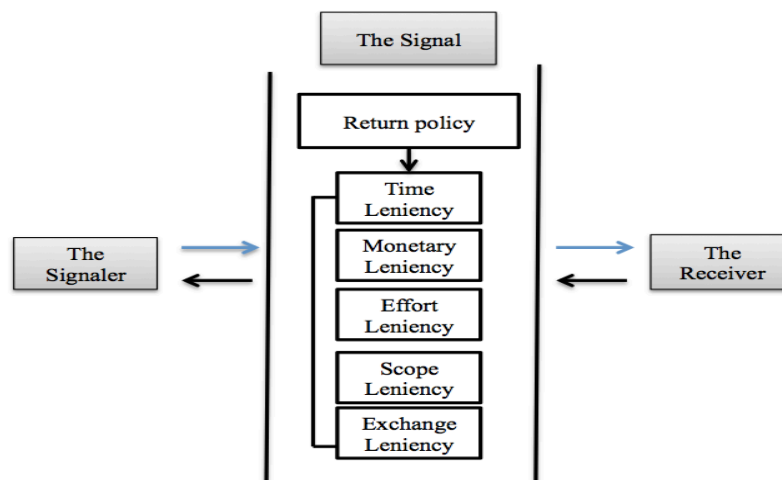 The Signal
Return policy
Time
Leniency
Monetary
Leniency
The
Signaler
The
Receiver
Effort
Leniency
Scope
Leniency
Exchange
Leniency